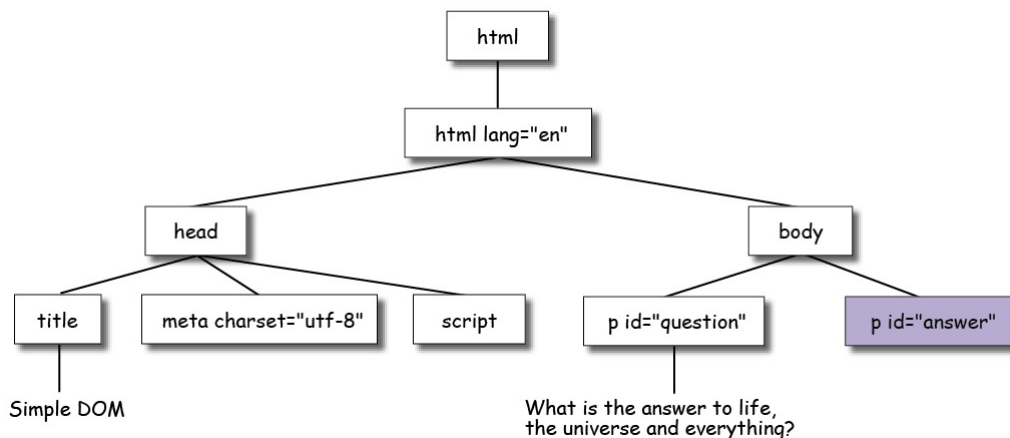 html
html lang="en"
head
body
title
meta charset="utf-8"
script
p id="question"
p id="answer"
Simple DOM
What is the answer to life,
the universe and everything?